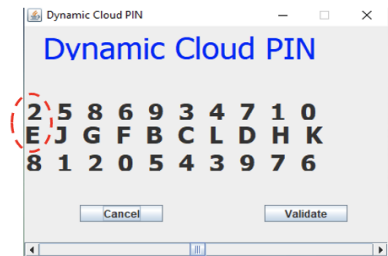 Dynamic Cloud PIN
Dynamic Cloud PIN
2 5 8 6 9 3 4 7 1 0
E J G F B C L D H K
8 1 2 0 5 4 3 9 7 6
Cancel Validate